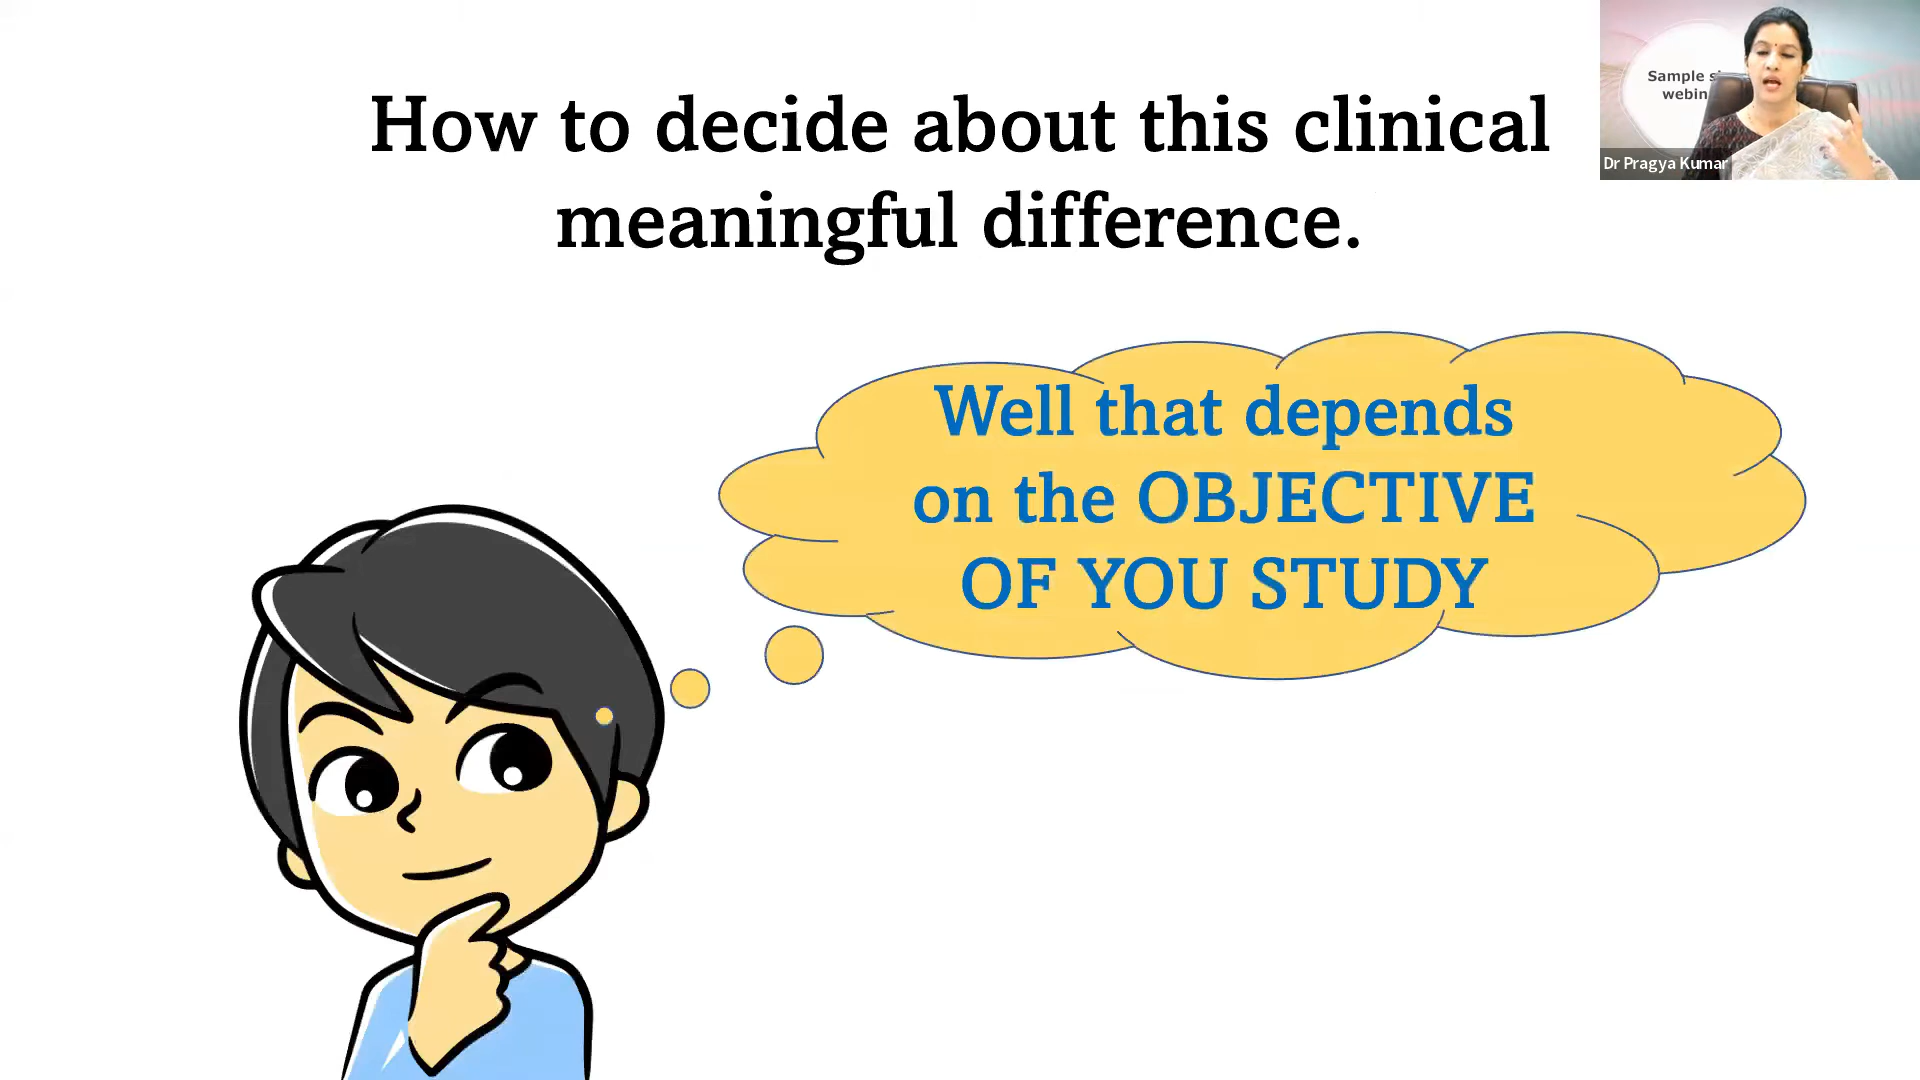 How to decide about this clinical
meaningful difference.
Well that depends
on the OBJECTIVE
OF YOU STUDY
Sample
Dr Pragya Kumar